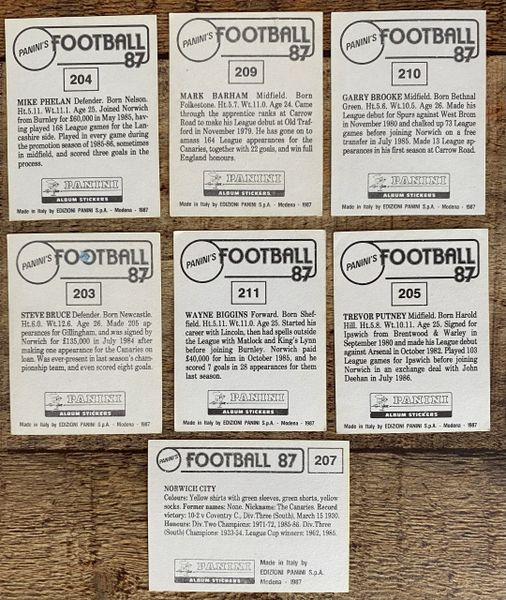 PANINI'S FOOTBALL 87
204
MIKE PHELAN Defender. Born Nelson.
Ht.5.11. Wt.11.1. Age 25. Joined Norwich
from Burnley for £60,000 in May 1985, hav-
ing played 168 League games for the Lan-
cashire side. Played in every game during
the promotion season of 1985-86, sometimes
in midfield, and scored three goals in the
process.
PANINI
ALBUM STICKERS
Made in Italy by EDIZIONI PANINI S.p.A. - Modena - 1987
PANINI'S FOOTBALL 87
209
MARK BARHAM Midfield. Born
Folkestone. Ht.5.7. Wt.11.0. Age 24. Came
through the apprentice ranks at Carrow
Road to make his League debut at Old Traf-
ford in November 1979. He has gone on to
amass 164 League appearances for the
Canaries, together with 22 goals, and win full
England honours.
PANINI
ALBUM STICKERS
Made in Italy by EDIZIONI PANINI S.p.A. - Modena - 1987
PANINI'S FOOTBALL 87
210
GARRY BROOKE Midfield. Born Bethnal
Green. Ht.5.6. Wt.10.5. Age 26. Made his
League debut for Spurs against West Brom
in November 1980 and chalked up 73 League
games before joining Norwich on a free
transfer in July 1985. Made 13 League ap-
pearances in his first season at Carrow Road.
PANINI
ALBUM STICKERS
Made in Italy by EDIZIONI PANINI S.p.A. - Modena - 1987
PANINI'S FOOTBALL 87
203
STEVE BRUCE Defender. Born Newcastle.
Ht.6.0. Wt.12.6. Age 26. Made 205 ap-
pearances for Gillingham, and was signed by
Norwich for £135,000 in July 1984 after
making one appearance for the Canaries on
loan. Was ever-present in last season's cham-
pionship team, and even scored eight goals.
PANINI
ALBUM STICKERS
Made in Italy by EDIZIONI PANINI S.p.A. - Modena - 1987
PANINI'S FOOTBALL 87
211
WAYNE BIGGINS Forward. Born Shef-
field. Ht.5.11. Wt.11.0. Age 25. Started his
career with Lincoln, then had spells outside
the League with Matlock and King's Lynn
before joining Burnley. Norwich paid
£40,000 for him in October 1985, and he
scored 7 goals in 28 appearances for them
last season.
PANINI
ALBUM STICKERS
Made in Italy by EDIZIONI PANINI S.p.A. - Modena - 1987
PANINI'S FOOTBALL 87
205
TREVOR PUTNEY Midfield. Born Harold
Hill. Ht.5.8. Wt.10.11. Age 25. Signed for
Ipswich from Brentwood & Warley in
September 1980 and made his League debut
against Arsenal in October 1982. Played 103
League games for Ipswich before joining
Norwich in an exchange deal with John
Deehan in July 1986.
PANINI
ALBUM STICKERS
Made in Italy by EDIZIONI PANINI S.p.A. - Modena - 1987
PANINI'S FOOTBALL 87 207
NORWICH CITY
Colours: Yellow shirts with green sleeves, green shorts, yellow
socks. Former names: None. Nickname: The Canaries. Record
victory: 10-2 v Coventry C., Div.Three (South), March 15 1930.
Honours: Div.Two Champions: 1971-72, 1985-86. Div.Three
(South) Champions: 1933-34. League Cup winners: 1962, 1985.
PANINI
ALBUM STICKERS
Made in Italy by
EDIZIONI PANINI S.p.A.
Modena - 1987